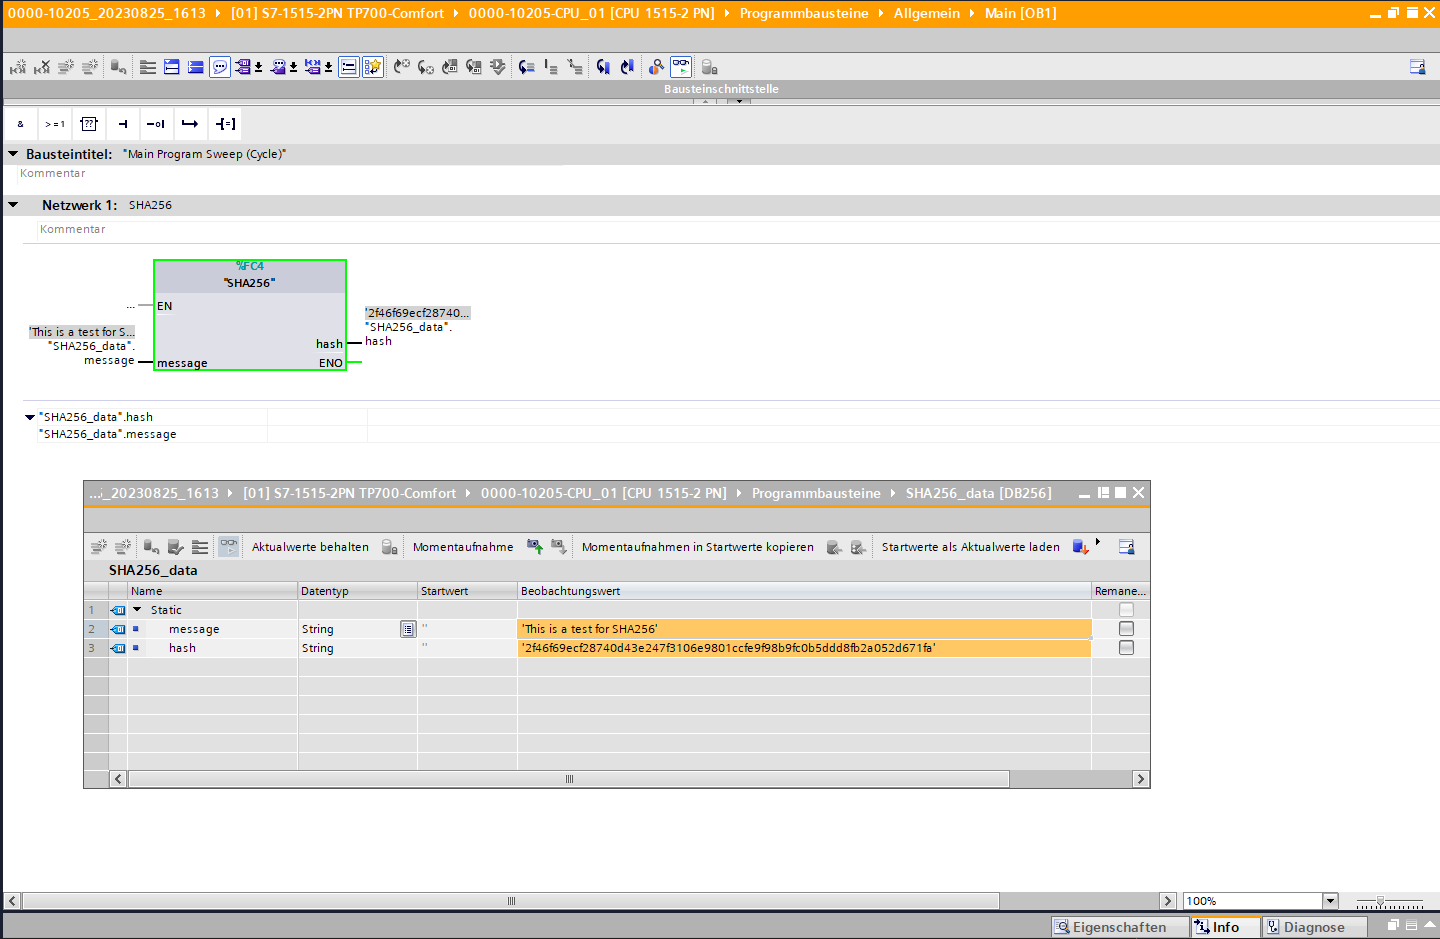 0000-10205_20230825_1613 [01] S7-1515-2PN TP700-Comfort 0000-10205-CPU_01 [CPU 1515-2 PN] Programmbausteine Allgemein Main [OB1]
Bausteinschnittstelle
& >=1 ??
Bausteintitel: "Main Program Sweep (Cycle)"
Kommentar
Netzwerk 1: SHA256
Kommentar
%FC4
"SHA256"
... EN
'This is a test for S...
"SHA256_data".
message
message
'2f46f69ecf28740...
"SHA256_data".
hash
hash
ENO
"SHA256_data".hash
"SHA256_data".message
..._20230825_1613 [01] S7-1515-2PN TP700-Comfort 0000-10205-CPU_01 [CPU 1515-2 PN] Programmbausteine SHA256_data [DB256]
Aktualwerte behalten Momentaufnahme Momentaufnahmen in Startwerte kopieren Startwerte als Aktualwerte laden
SHA256_data
Name Datentyp Startwert Beobachtungswert Remane...
1 Static
2 message String '' 'This is a test for SHA256'
3 hash String '' '2f46f69ecf28740d43e247f3106e9801ccfe9f98b9fc0b5ddd8fb2a052d671fa'
100%
Eigenschaften Info Diagnose